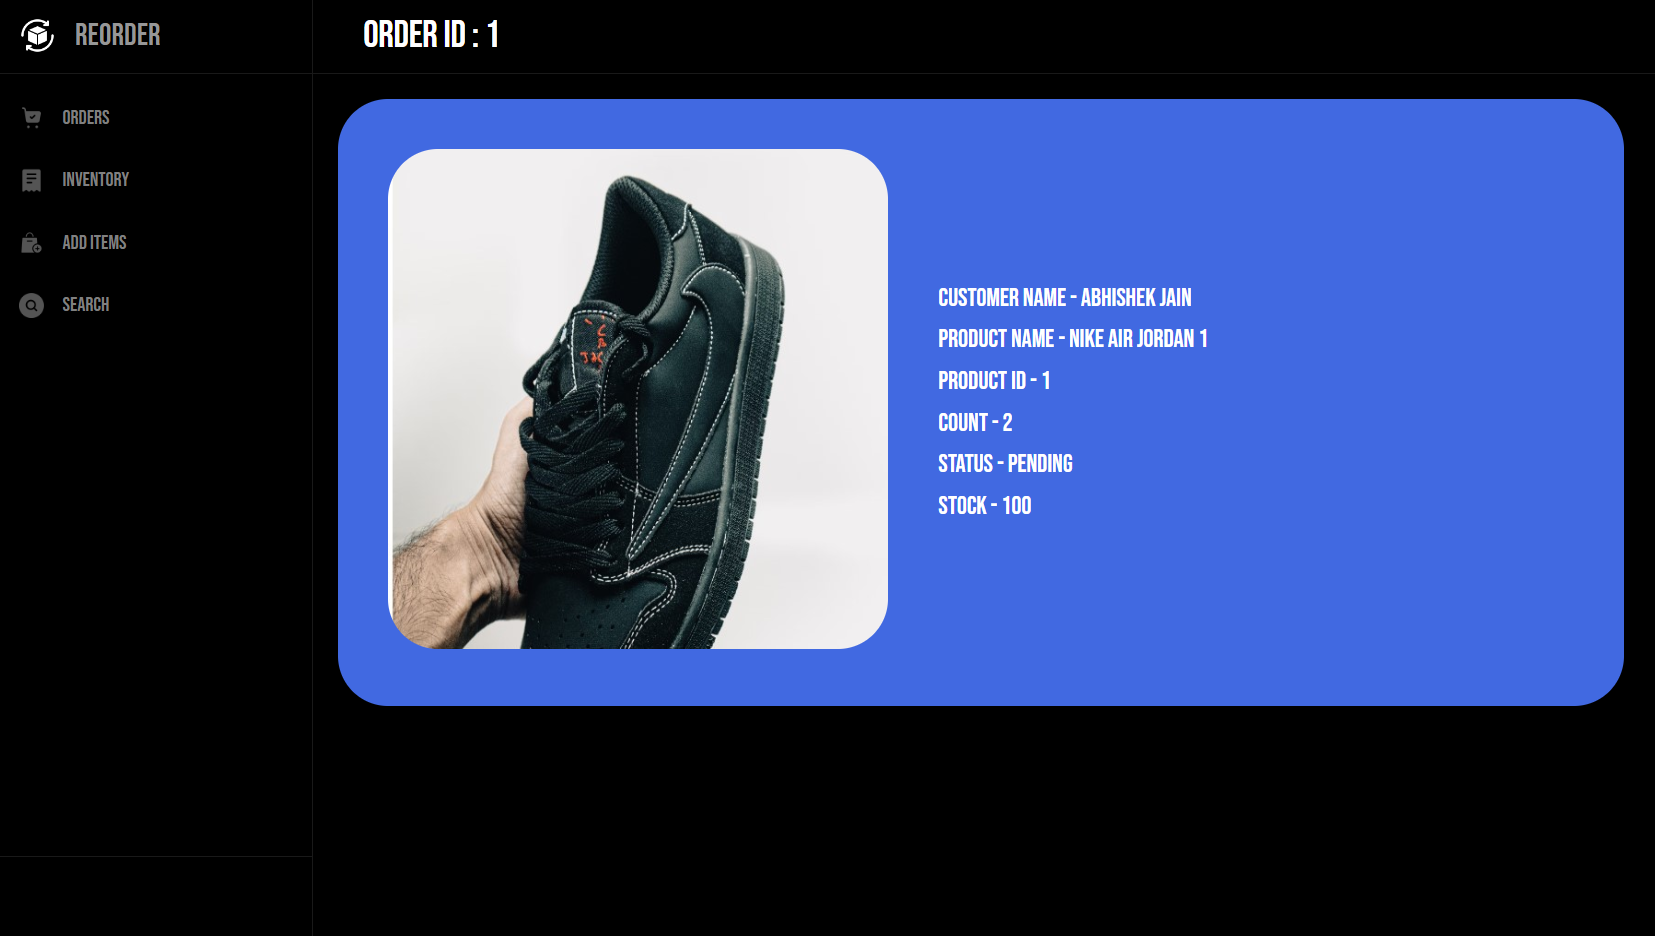 REORDER
ORDER ID : 1
ORDERS
INVENTORY
ADD ITEMS
SEARCH
CUSTOMER NAME - ABHISHEK JAIN
PRODUCT NAME - NIKE AIR JORDAN 1
PRODUCT ID - 1
COUNT - 2
STATUS - PENDING
STOCK - 100